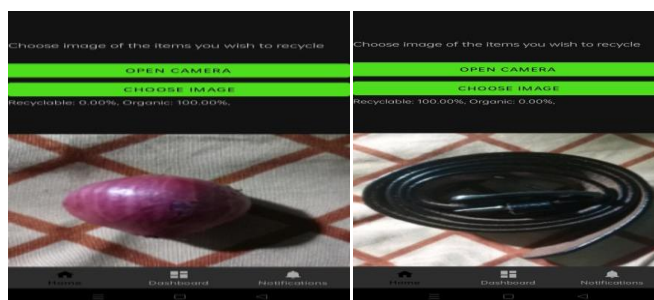 Choose image of the items you wish to recycle
OPEN CAMERA
CHOOSE IMAGE
Recyclable: 0.00%, Organic: 100.00%,
Home
Dashboard
Notifications
Choose image of the items you wish to recycle
OPEN CAMERA
CHOOSE IMAGE
Recyclable: 100.00%, Organic: 0.00%,
Home
Dashboard
Notifications